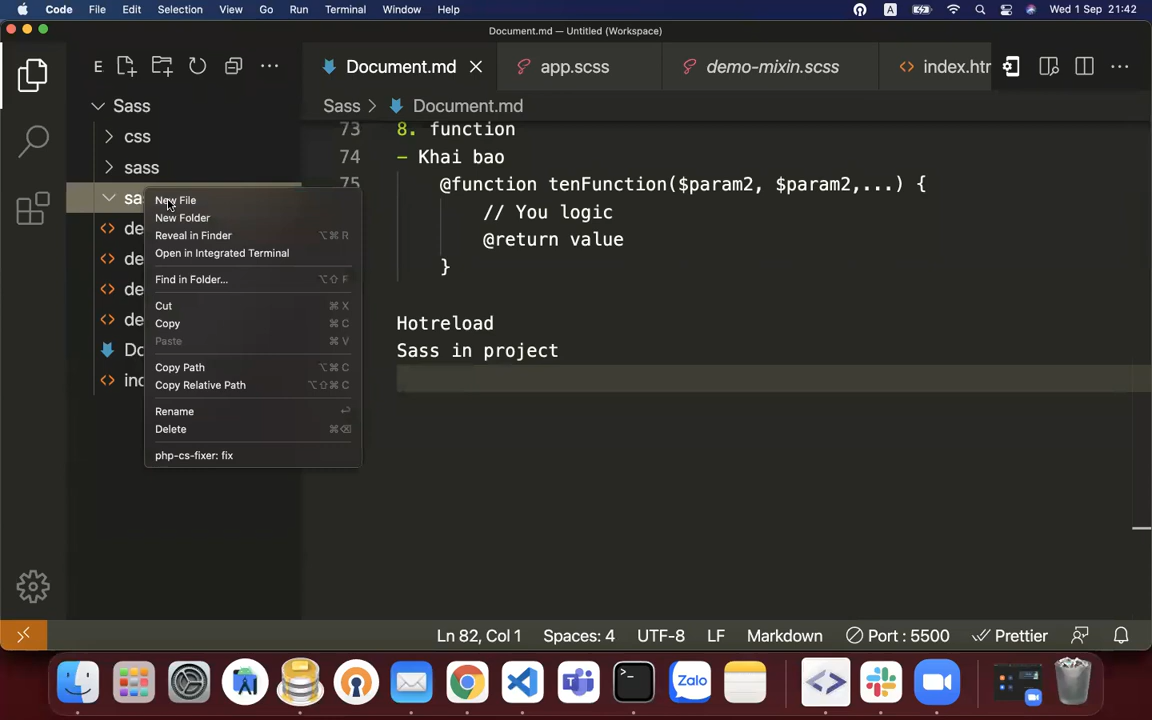 Code File Edit Selection View Go Run Terminal Window Help
A Wed 1 Sep 21:42
Document.md — Untitled (Workspace)
E
Document.md app.scss demo-mixin.scss index.htm
Sass
Sass > Document.md
css
sass
73 8. function
74 - Khai bao
75 @function tenFunction($param2, $param2,...) {
// You logic
@return value
}
Hotreload
Sass in project
New File
New Folder
Reveal in Finder ⌥⌘R
Open in Integrated Terminal
Find in Folder... ⌥⇧F
Cut ⌘X
Copy ⌘C
Paste ⌘V
Copy Path ⌥⌘C
Copy Relative Path ⌥⇧⌘C
Rename ⏎
Delete ⌘⌫
php-cs-fixer: fix
Ln 82, Col 1 Spaces: 4 UTF-8 LF Markdown Port : 5500 Prettier
Zalo